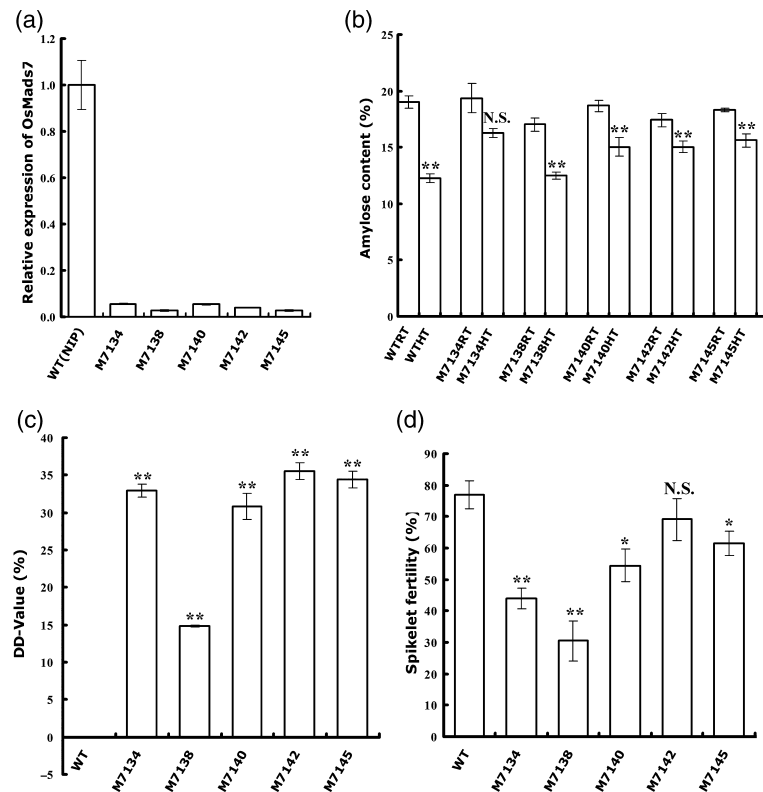 (a)
Relative expression of OsMads7
1.2
1.0
0.8
0.6
0.4
0.2
0.0
WT(NIP)
M7134
M7138
M7140
M7142
M7145
(b)
Amylose content (%)
25
20
15
10
5
0
**
N.S.
**
**
**
**
WTRT
WTHT
M7134RT
M7134HT
M7138RT
M7138HT
M7140RT
M7140HT
M7142RT
M7142HT
M7145RT
M7145HT
(c)
DD-Value (%)
40
35
30
25
20
15
10
5
0
−5
**
**
**
**
**
WT
M7134
M7138
M7140
M7142
M7145
(d)
Spikelet fertility (%)
90
80
70
60
50
40
30
20
10
0
**
**
*
N.S.
*
WT
M7134
M7138
M7140
M7142
M7145